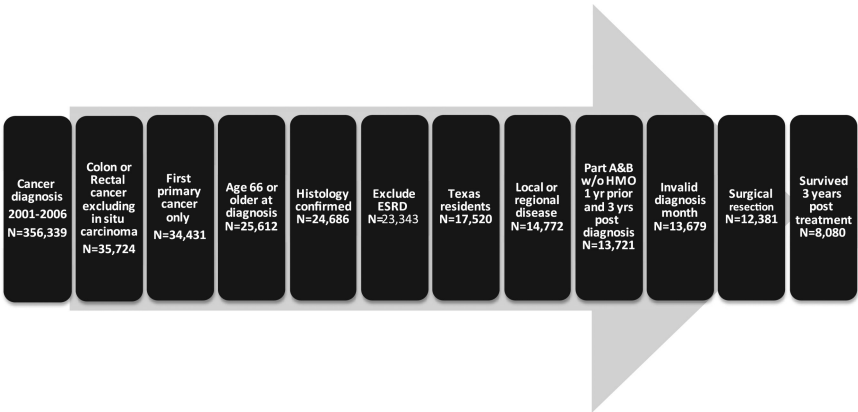 Cancer
diagnosis
2001-2006
N=356,339
Colon or
Rectal
cancer
excluding
in situ
carcinoma
N=35,724
First
primary
cancer
only
N=34,431
Age 66 or
older at
diagnosis
N=25,612
Histology
confirmed
N=24,686
Exclude
ESRD
N=23,343
Texas
residents
N=17,520
Local or
regional
disease
N=14,772
Part A&B
w/o HMO
1 yr prior
and 3 yrs
post
diagnosis
N=13,721
Invalid
diagnosis
month
N=13,679
Surgical
resection
N=12,381
Survived 3
years
post
treatment
N=8,080